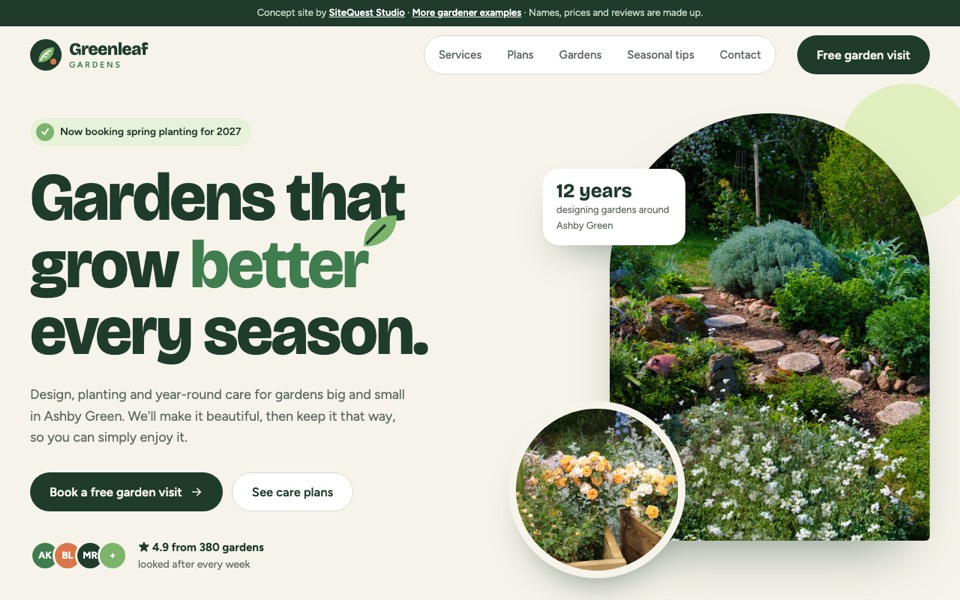 Concept site by SiteQuest Studio · More gardener examples · Names, prices and reviews are made up.
Greenleaf
GARDENS
Services
Plans
Gardens
Seasonal tips
Contact
Free garden visit
Now booking spring planting for 2027
Gardens that
grow better
every season.
12 years
designing gardens around
Ashby Green
Design, planting and year-round care for gardens big and small
in Ashby Green. We'll make it beautiful, then keep it that way,
so you can simply enjoy it.
Book a free garden visit →
See care plans
AK BL MR +
★ 4.9 from 380 gardens
looked after every week